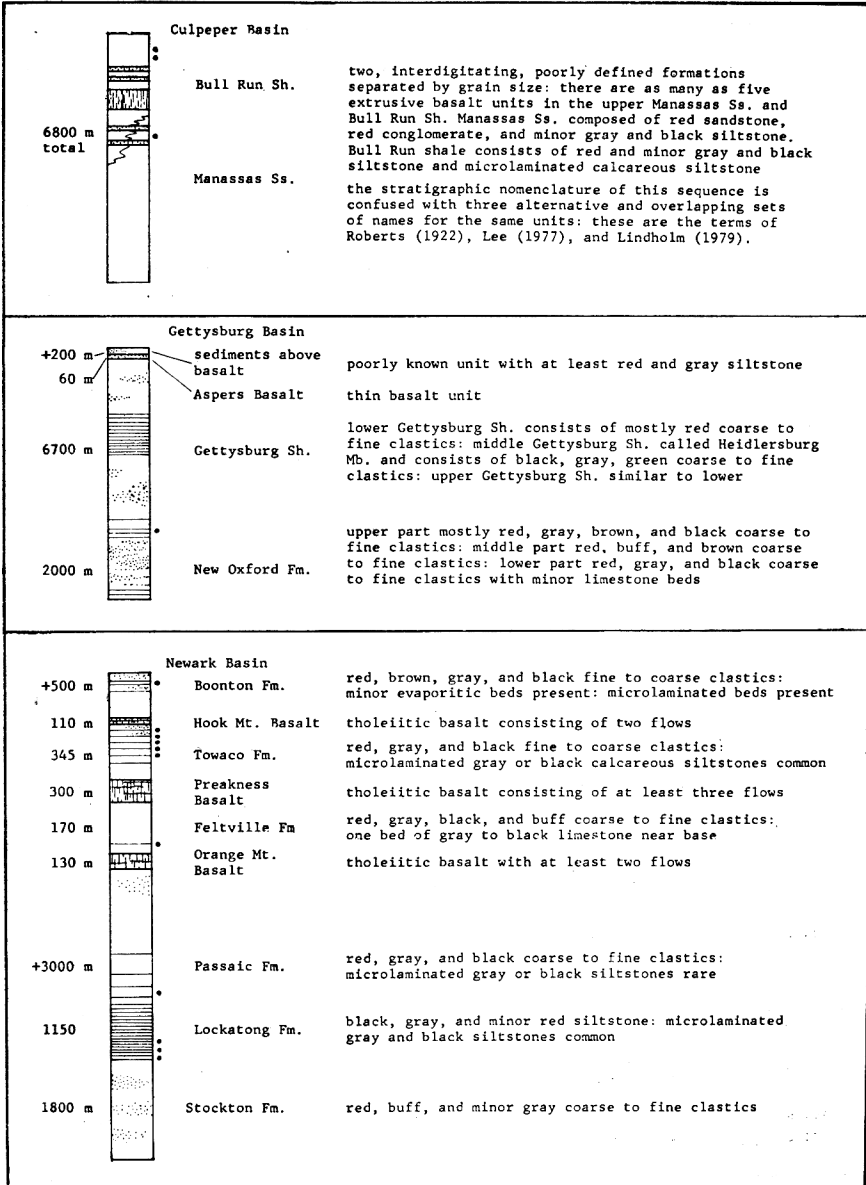 Culpeper Basin
Bull Run Sh.
two, interdigitating, poorly defined formations
separated by grain size: there are as many as five
extrusive basalt units in the upper Manassas Ss. and
Bull Run Sh. Manassas Ss. composed of red sandstone,
red conglomerate, and minor gray and black siltstone.
Bull Run shale consists of red and minor gray and black
siltstone and microlaminated calcareous siltstone
6800 m
total
Manassas Ss.
the stratigraphic nomenclature of this sequence is
confused with three alternative and overlapping sets
of names for the same units: these are the terms of
Roberts (1922), Lee (1977), and Lindholm (1979).
Gettysburg Basin
+200 m
sediments above
basalt
poorly known unit with at least red and gray siltstone
60 m
Aspers Basalt
thin basalt unit
6700 m
Gettysburg Sh.
lower Gettysburg Sh. consists of mostly red coarse to
fine clastics: middle Gettysburg Sh. called Heidlersburg
Mb. and consists of black, gray, green coarse to fine
clastics: upper Gettysburg Sh. similar to lower
2000 m
New Oxford Fm.
upper part mostly red, gray, brown, and black coarse to
fine clastics: middle part red, buff, and brown coarse
to fine clastics: lower part red, gray, and black coarse
to fine clastics with minor limestone beds
Newark Basin
+500 m
Boonton Fm.
red, brown, gray, and black fine to coarse clastics:
minor evaporitic beds present: microlaminated beds present
110 m
Hook Mt. Basalt
tholeiitic basalt consisting of two flows
345 m
Towaco Fm.
red, gray, and black fine to coarse clastics:
microlaminated gray or black calcareous siltstones common
300 m
Preakness
Basalt
tholeiitic basalt consisting of at least three flows
170 m
Feltville Fm
red, gray, black, and buff coarse to fine clastics:
one bed of gray to black limestone near base
130 m
Orange Mt.
Basalt
tholeiitic basalt with at least two flows
+3000 m
Passaic Fm.
red, gray, and black coarse to fine clastics:
microlaminated gray or black siltstones rare
1150
Lockatong Fm.
black, gray, and minor red siltstone: microlaminated
gray and black siltstones common
1800 m
Stockton Fm.
red, buff, and minor gray coarse to fine clastics